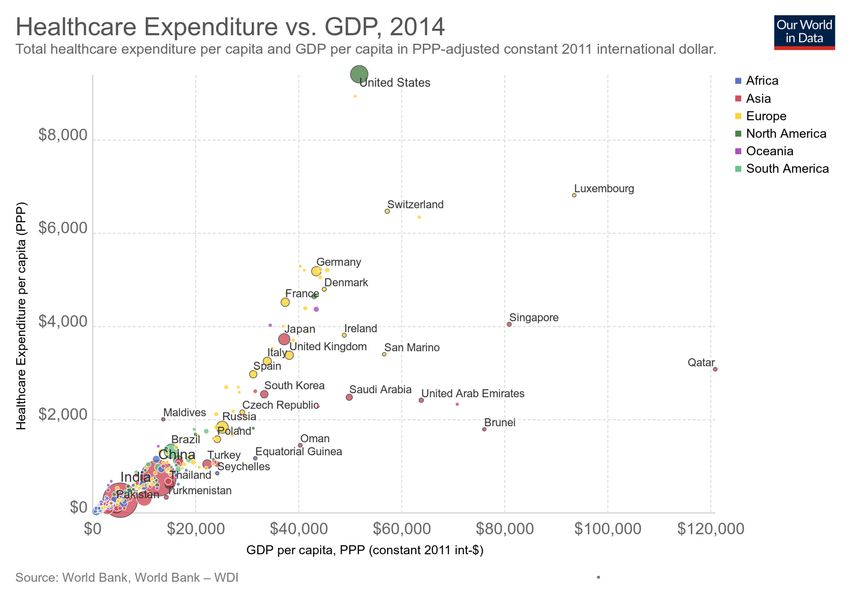 Healthcare Expenditure vs. GDP, 2014
Total healthcare expenditure per capita and GDP per capita in PPP-adjusted constant 2011 international dollar.
Our World
in Data
United States
Africa
Asia
Europe
North America
Oceania
South America
$8,000
Luxembourg
Switzerland
$6,000
Germany
Denmark
France
Singapore
$4,000
Japan
Ireland
United Kingdom
San Marino
Italy
Spain
Qatar
South Korea
Saudi Arabia
United Arab Emirates
Czech Republic
Maldives
$2,000
Russia
Brunei
Poland
Brazil
Oman
Equatorial Guinea
China
Turkey
Seychelles
India
Thailand
Pakistan
Turkmenistan
$0
$0
$20,000
$40,000
$60,000
$80,000
$100,000
$120,000
Healthcare Expenditure per capita (PPP)
GDP per capita, PPP (constant 2011 int-$)
Source: World Bank, World Bank – WDI